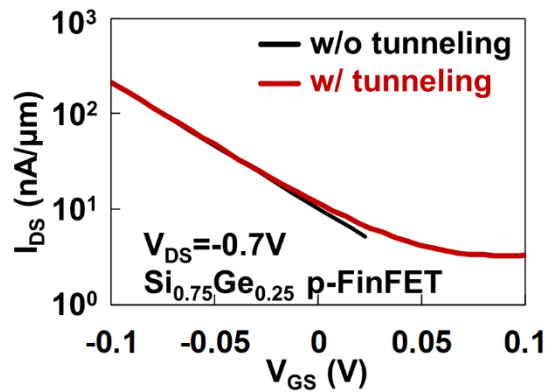 10³
w/o tunneling
w/ tunneling
10²
I_DS (nA/μm)
10¹
V_DS=-0.7V
Si_0.75Ge_0.25 p-FinFET
10⁰
-0.1 -0.05 0 0.05 0.1
V_GS (V)